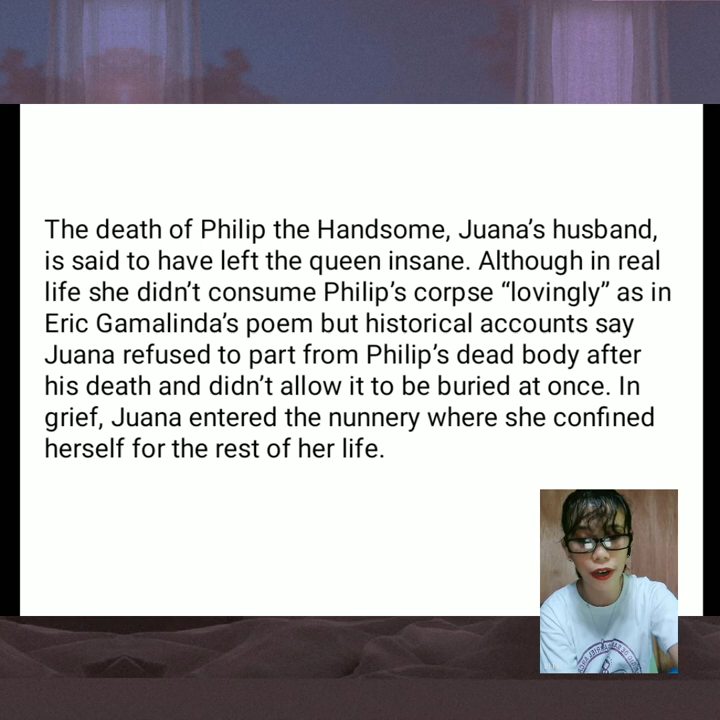 The death of Philip the Handsome, Juana’s husband,
is said to have left the queen insane. Although in real
life she didn’t consume Philip’s corpse “lovingly” as in
Eric Gamalinda’s poem but historical accounts say
Juana refused to part from Philip’s dead body after
his death and didn’t allow it to be buried at once. In
grief, Juana entered the nunnery where she confined
herself for the rest of her life.